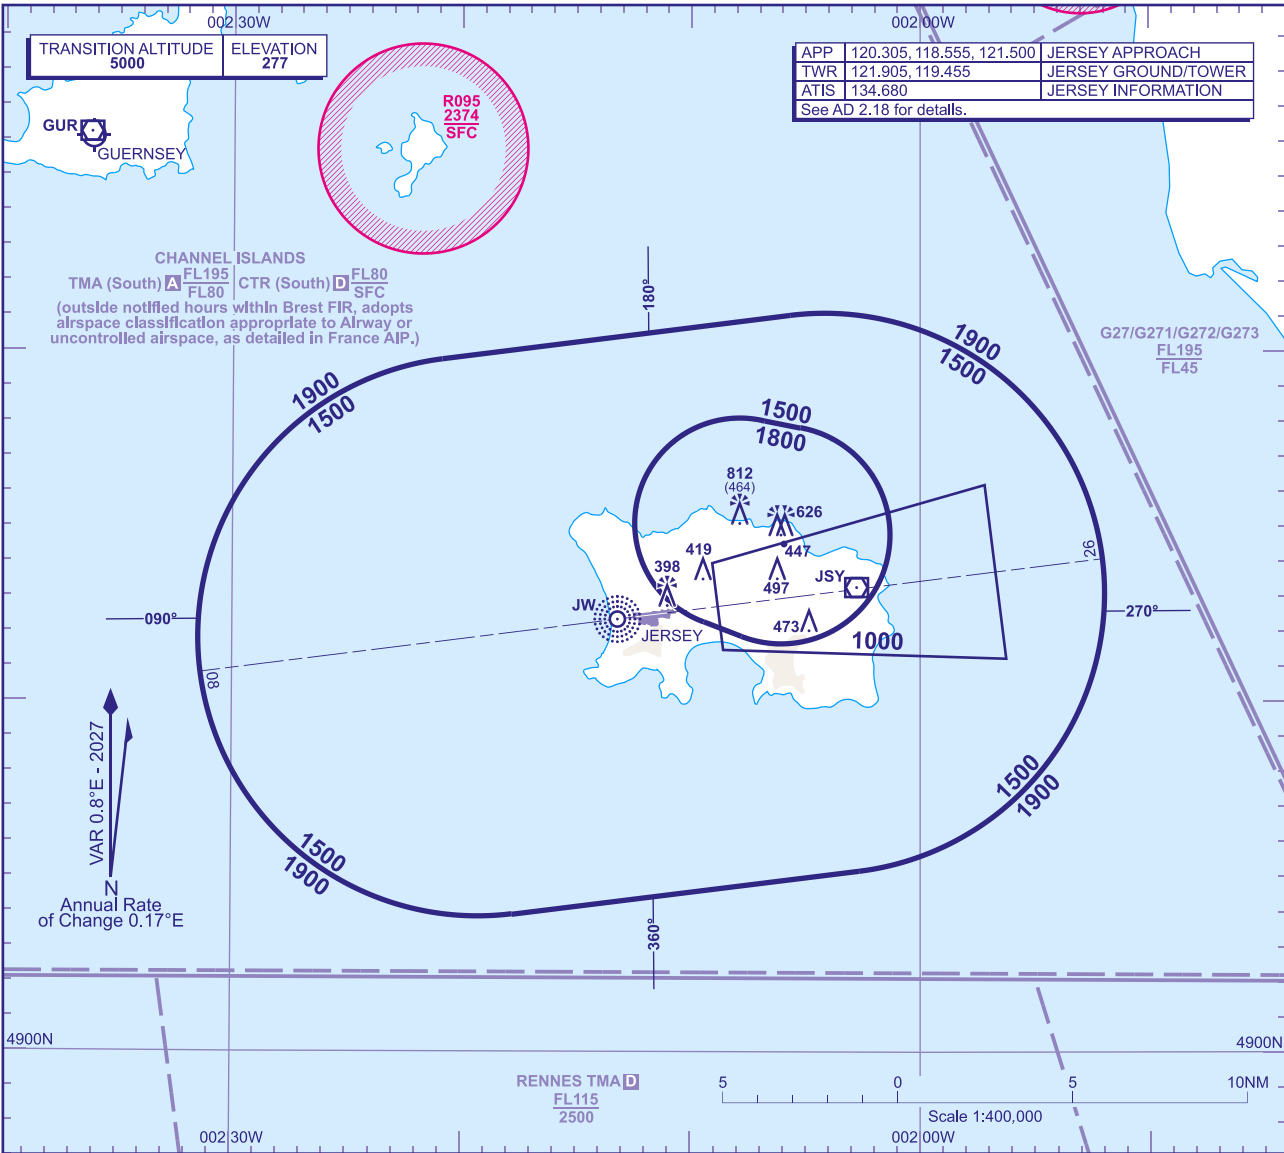 002 30W
002 00W
TRANSITION ALTITUDE
5000
ELEVATION
277
APP 120.305, 118.555, 121.500 JERSEY APPROACH
TWR 121.905, 119.455 JERSEY GROUND/TOWER
ATIS 134.680 JERSEY INFORMATION
See AD 2.18 for details.
R095
2374
SFC
GUR
GUERNSEY
CHANNEL ISLANDS
TMA (South) A FL195 FL80 CTR (South) D FL80 SFC
(outside notified hours within Brest FIR, adopts
airspace classification appropriate to Airway or
uncontrolled airspace, as detailed in France AIP.)
180°
G27/G271/G272/G273
FL195
FL45
1900
1500
1900
1500
1500
1800
812
(464)
626
447
419
398
497
JSY
JW
JERSEY
473
1000
26
090°
270°
08
VAR 0.8°E - 2027
N
Annual Rate
of Change 0.17°E
1500
1900
1500
1900
360°
4900N
4900N
RENNES TMA D
FL115
2500
5 0 5 10NM
Scale 1:400,000
002 30W
002 00W